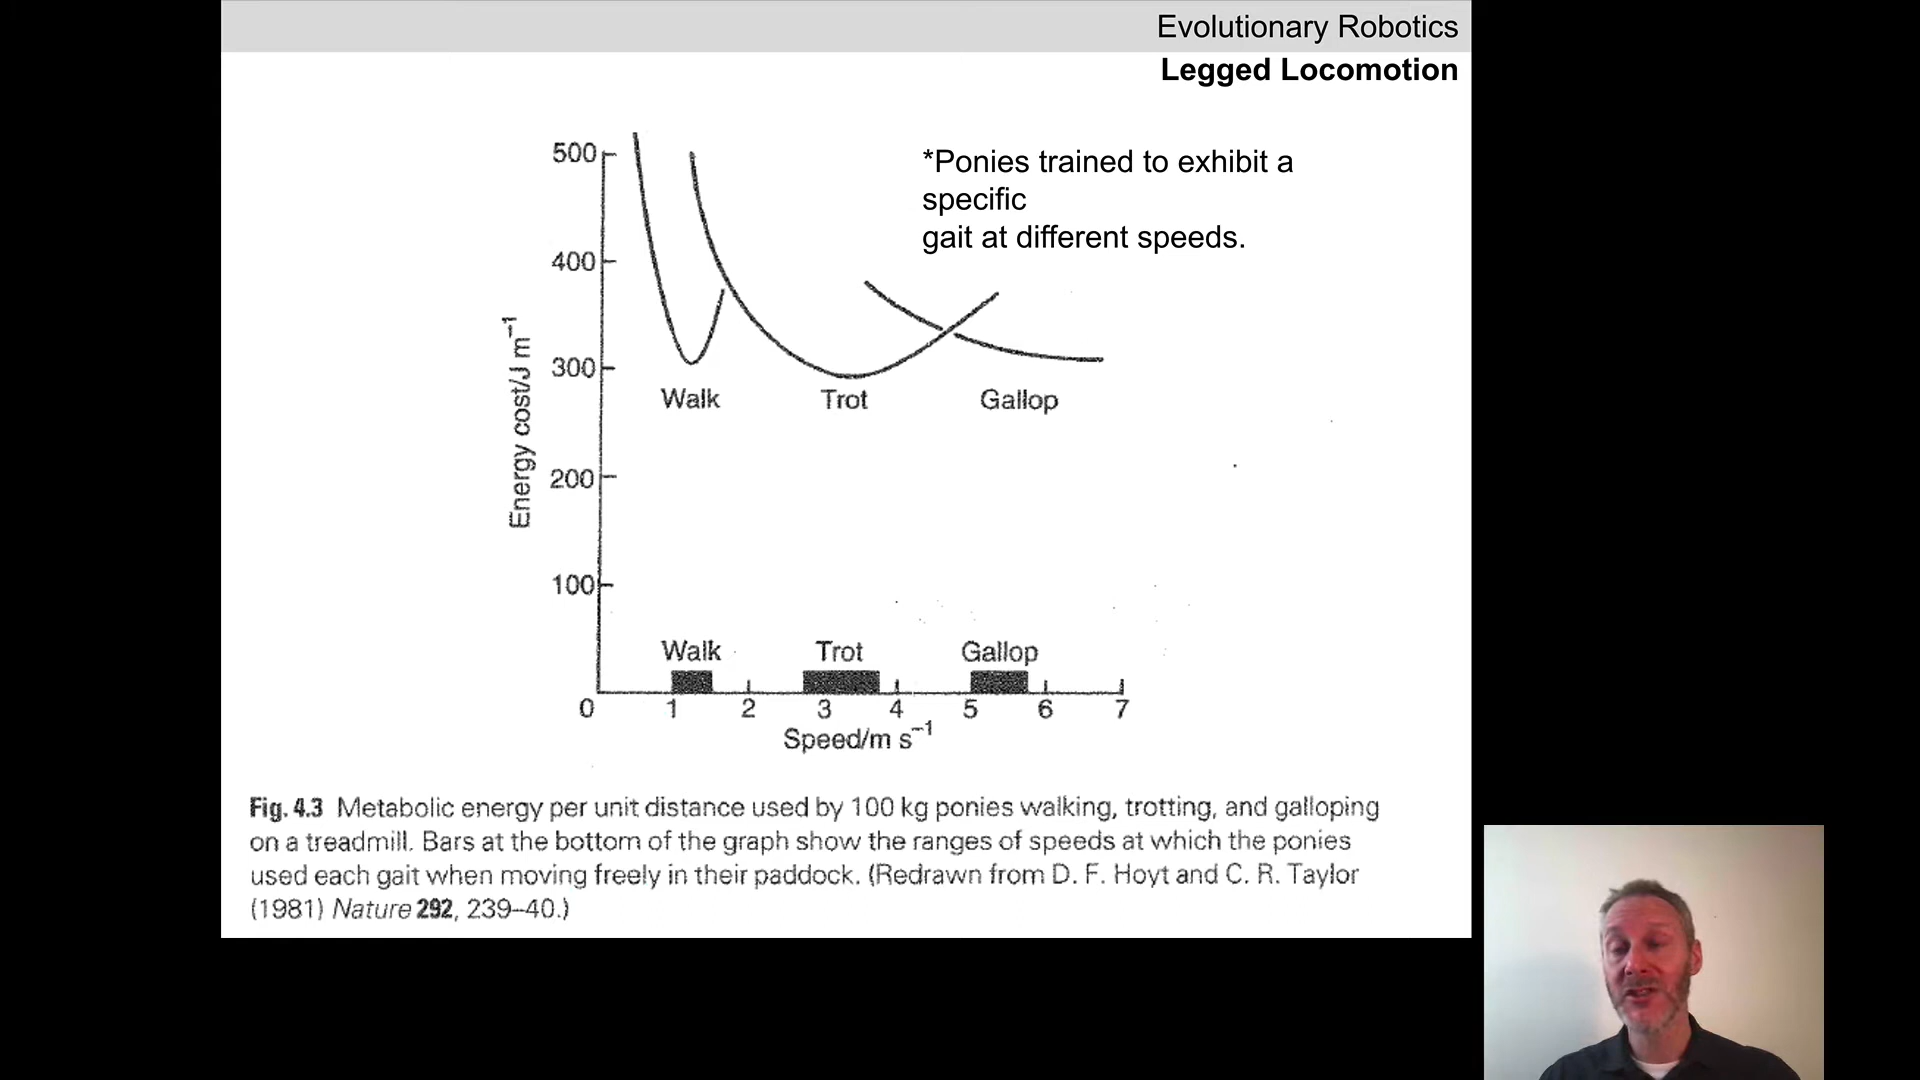 Evolutionary Robotics
Legged Locomotion
*Ponies trained to exhibit a
specific
gait at different speeds.
500
400
300
200
100
0
Energy cost/J m⁻¹
Walk
Trot
Gallop
Walk
Trot
Gallop
1
2
3
4
5
6
7
Speed/m s⁻¹
Fig. 4.3 Metabolic energy per unit distance used by 100 kg ponies walking, trotting, and galloping
on a treadmill. Bars at the bottom of the graph show the ranges of speeds at which the ponies
used each gait when moving freely in their paddock. (Redrawn from D. F. Hoyt and C. R. Taylor
(1981) Nature 292, 239–40.)